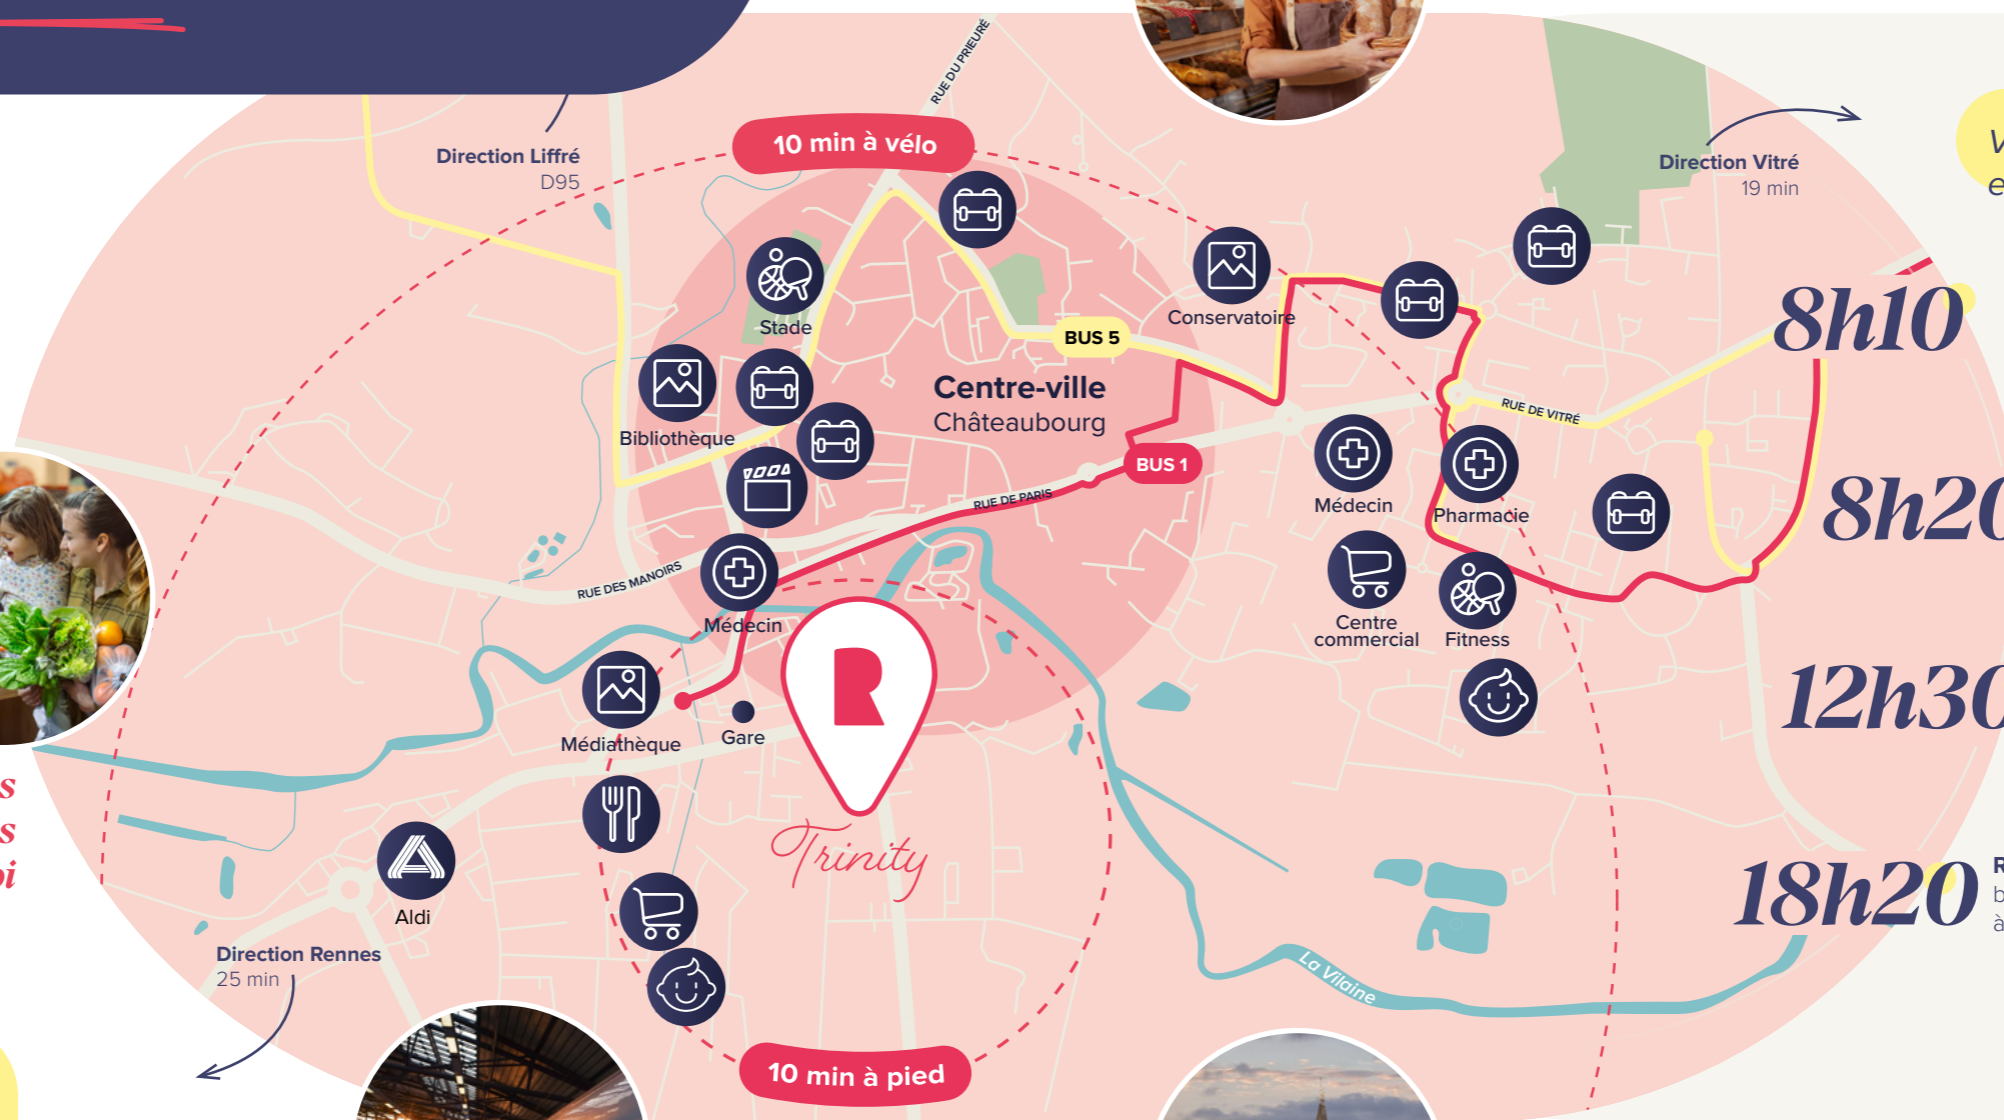 RUE DU PRIEURÉ
10 min à vélo
Direction Liffré
D95
Direction Vitré
19 min
Stade
Conservatoire
BUS 5
8h10
Centre-ville
Châteaubourg
Bibliothèque
RUE DE VITRÉ
BUS 1
RUE DE PARIS
Médecin
Pharmacie
8h20
RUE DES MANOIRS
Médecin
Centre
commercial
Fitness
R
12h30
Médiathèque
Gare
Trinity
Aldi
18h20
Direction Rennes
25 min
La Vilaine
10 min à pied